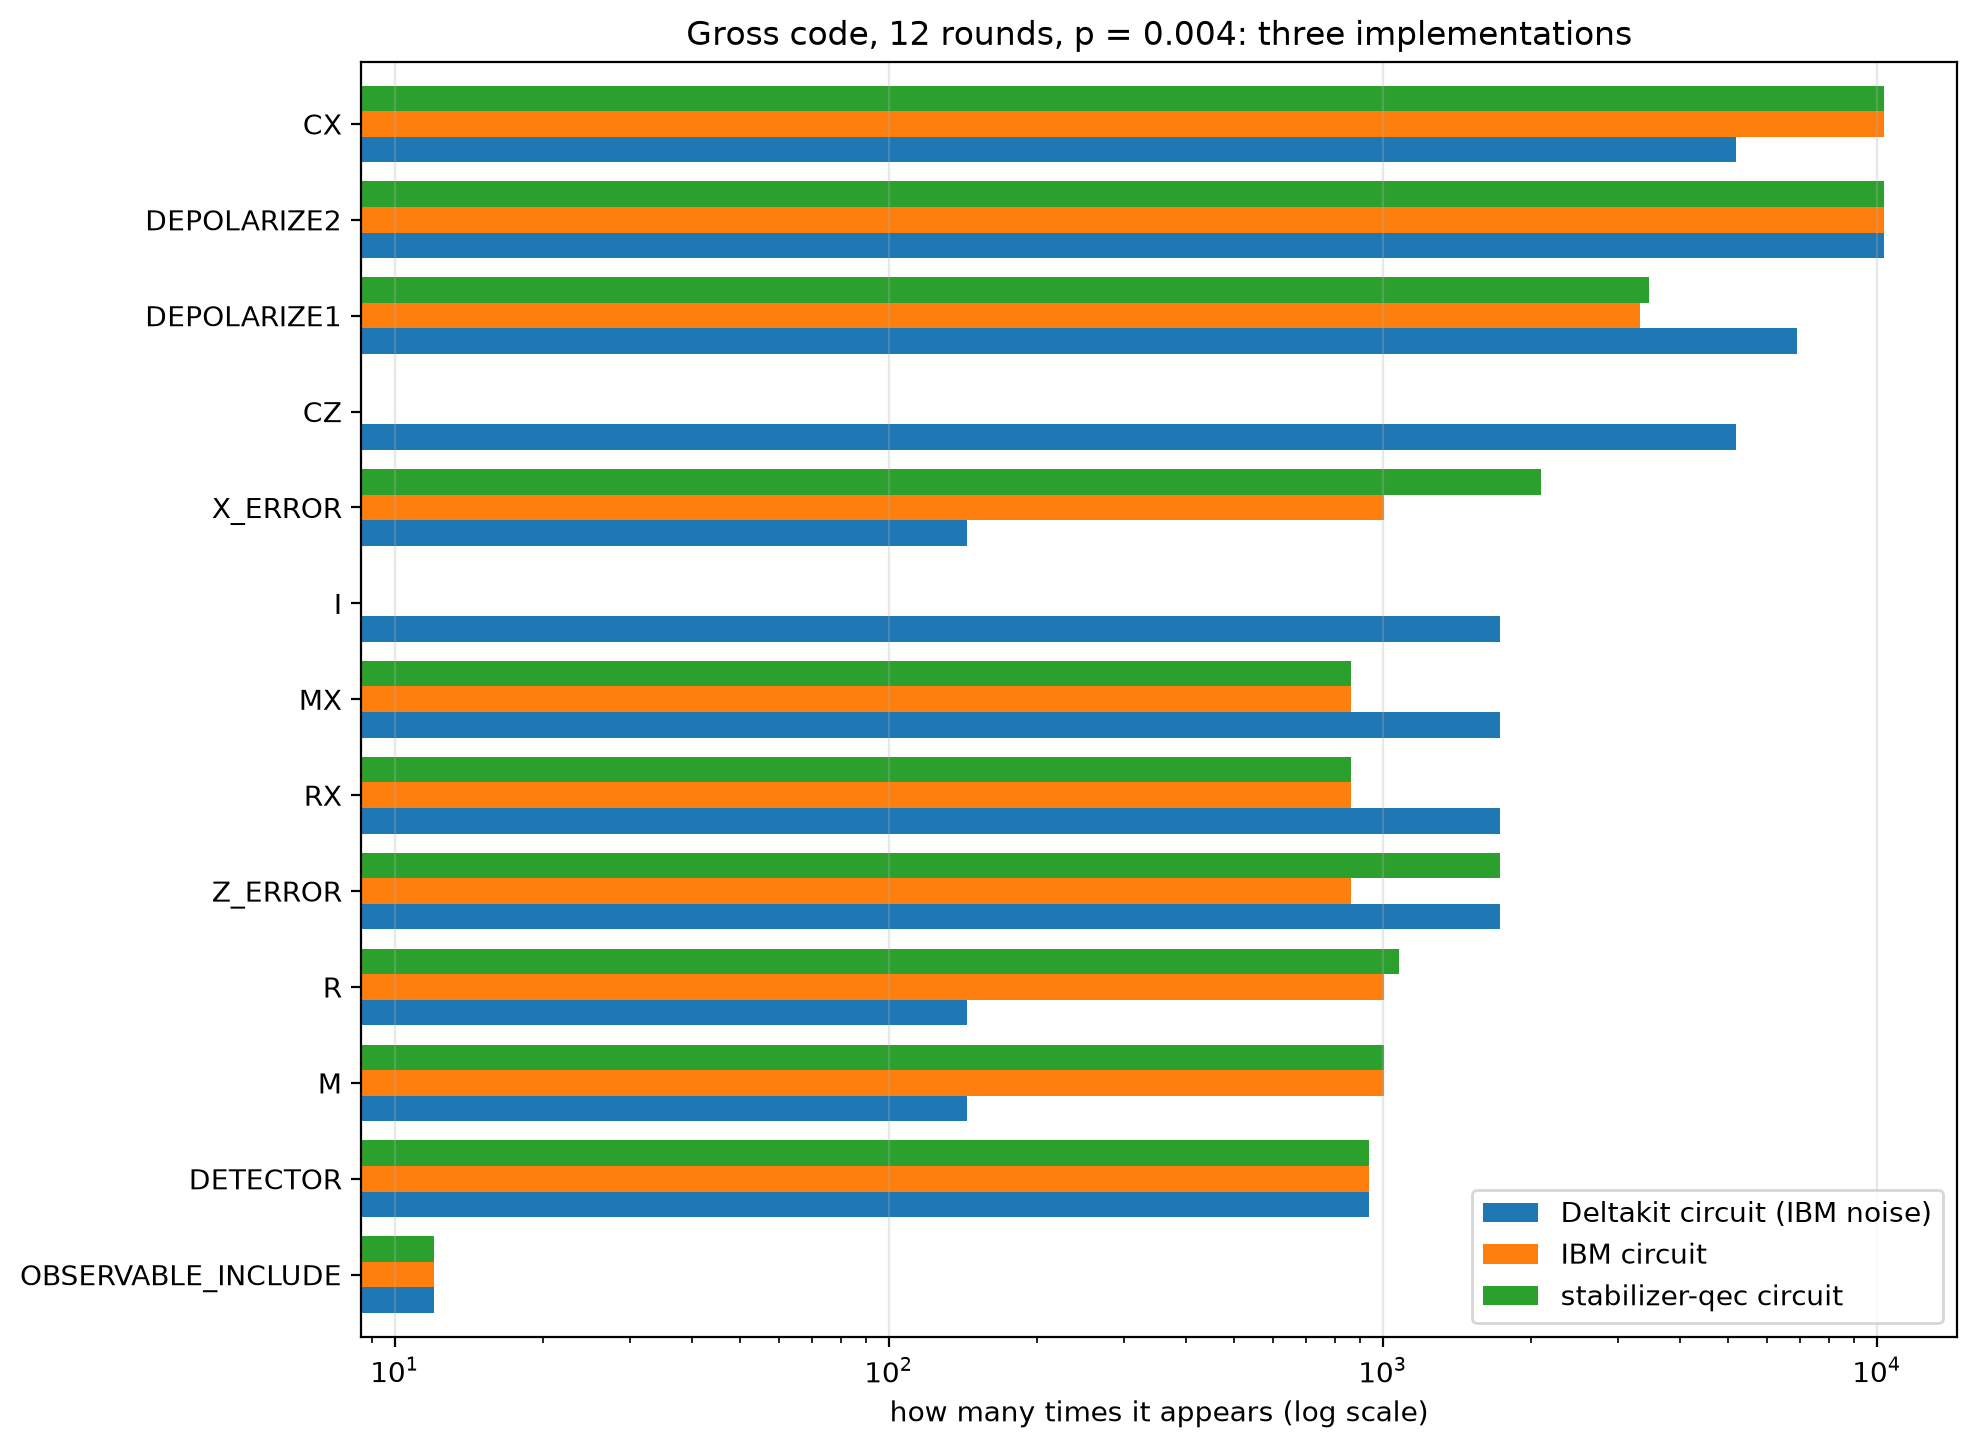 Gross code, 12 rounds, p = 0.004: three implementations
CX
DEPOLARIZE2
DEPOLARIZE1
CZ
X_ERROR
I
MX
RX
Z_ERROR
R
M
DETECTOR
OBSERVABLE_INCLUDE
Deltakit circuit (IBM noise)
IBM circuit
stabilizer-qec circuit
10¹ 10² 10³ 10⁴
how many times it appears (log scale)